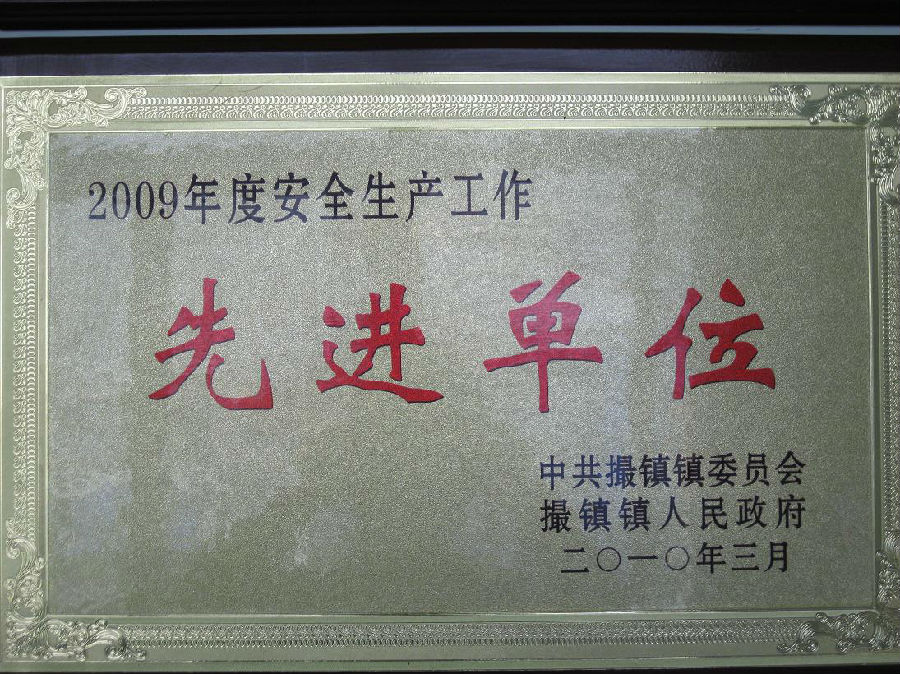 2009年度安全生产工作
先进单位
中共撮镇镇委员会
撮镇镇人民政府
二〇一〇年三月